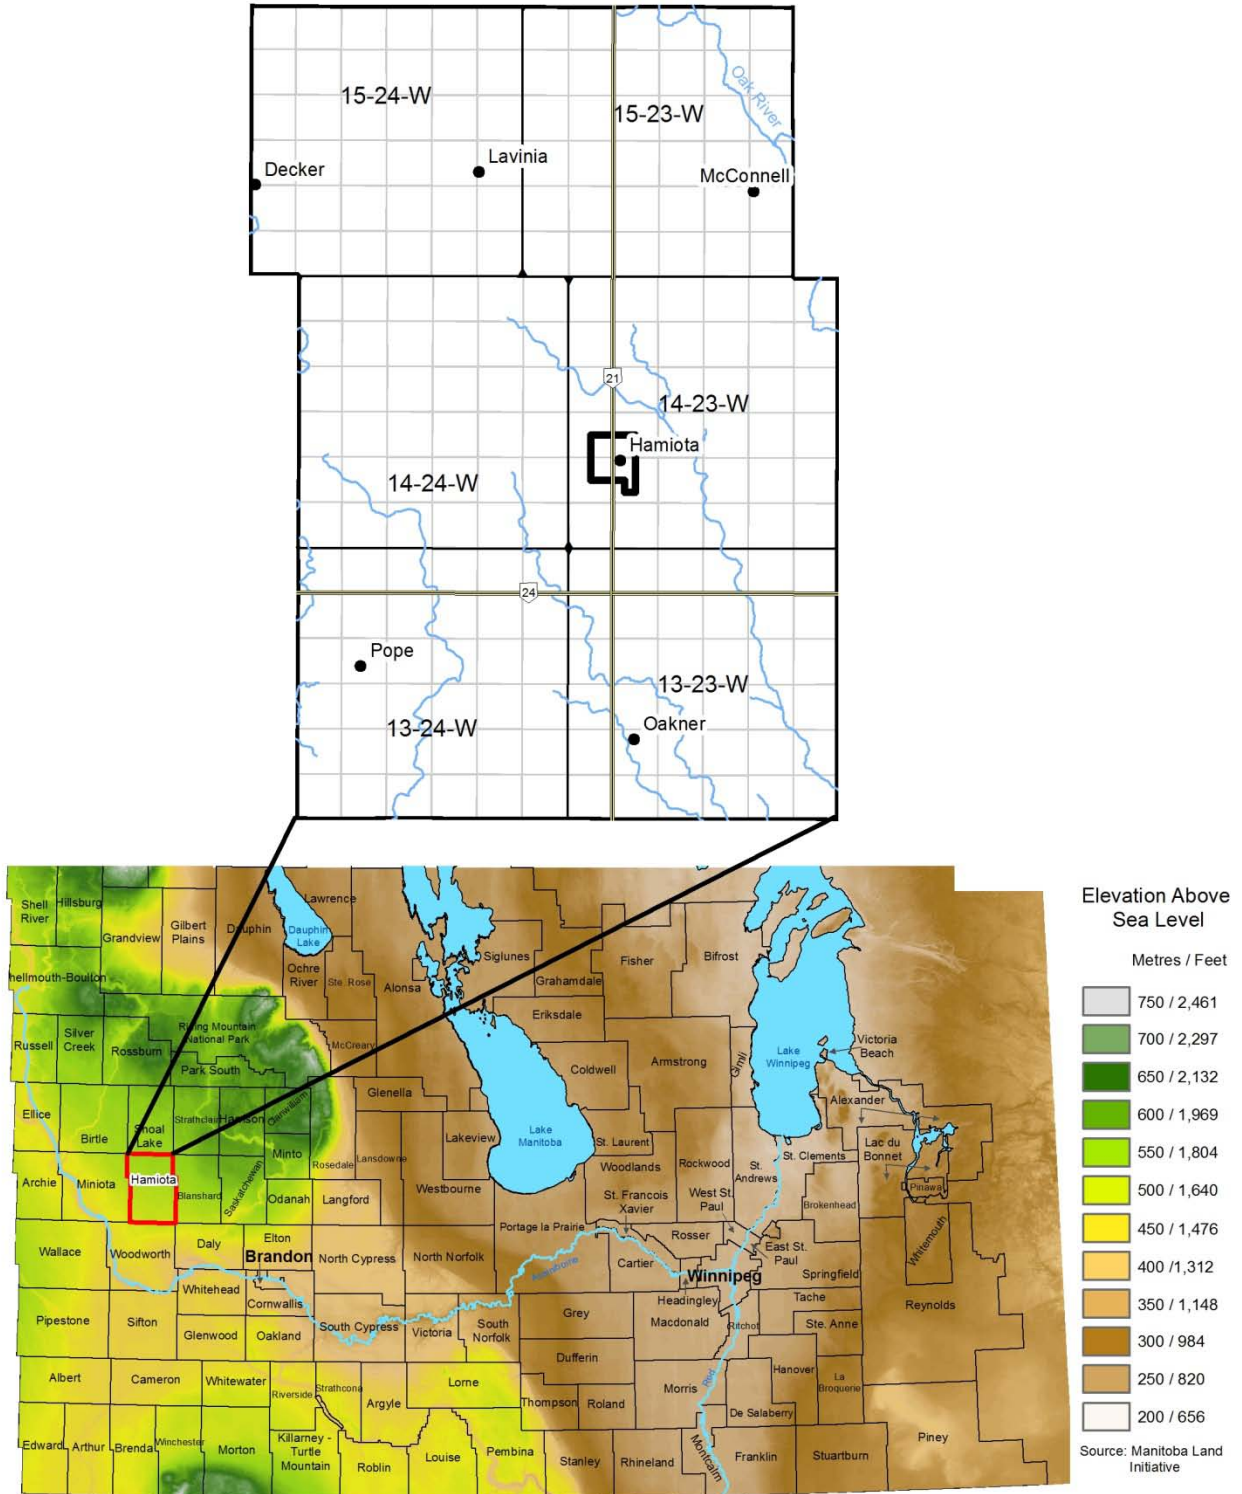 15-24-W
15-23-W
Oak River
Decker
Lavinia
McConnell
21
14-23-W
Hamiota
14-24-W
24
Pope
13-23-W
13-24-W
Oakner
Shell
River
Hillsburg
Grandview
Gilbert
Plains
Dauphin
Lawrence
Dauphin
Lake
Ochre
River
Ste. Rose
Alonsa
Siglunes
Grahamdale
Fisher
Bifrost
Eriksdale
hellmouth-Boulton
Russell
Silver
Creek
Rossburn
Riding Mountain
National Park
Park South
McCreary
Armstrong
Gimli
Lake
Winnipeg
Victoria
Beach
Coldwell
Glenella
Alexander
Ellice
Birtle
Shoal
Lake
Strathclair
Harrison
Clanwilliam
Minto
Rosedale
Lansdowne
Lakeview
Lake
Manitoba
St. Laurent
Woodlands
Rockwood
St.
Andrews
St. Clements
Lac du
Bonnet
Pinawa
Archie
Miniota
Hamiota
Blanshard
Saskatchewan
Odanah
Langford
Westbourne
St. Francois
Xavier
West St.
Paul
Brokenhead
Whitemouth
Portage la Prairie
Rosser
East St.
Paul
Wallace
Woodworth
Daly
Elton
Brandon
North Cypress
North Norfolk
Assiniboine
Cartier
Winnipeg
Springfield
Whitehead
Cornwallis
Headingley
Macdonald
Tache
Reynolds
Pipestone
Sifton
Glenwood
Oakland
South Cypress
Victoria
South
Norfolk
Grey
Ritchot
Ste. Anne
Dufferin
Hanover
La
Broquerie
Albert
Cameron
Whitewater
Riverside
Strathcona
Argyle
Lorne
Thompson
Roland
Morris
Red
De Salaberry
Piney
Edward
Arthur
Brenda
Winchester
Morton
Killarney -
Turtle
Mountain
Roblin
Louise
Pembina
Stanley
Rhineland
Montcalm
Franklin
Stuartburn
Elevation Above
Sea Level
Metres / Feet
750 / 2,461
700 / 2,297
650 / 2,132
600 / 1,969
550 / 1,804
500 / 1,640
450 / 1,476
400 /1,312
350 / 1,148
300 / 984
250 / 820
200 / 656
Source: Manitoba Land
Initiative